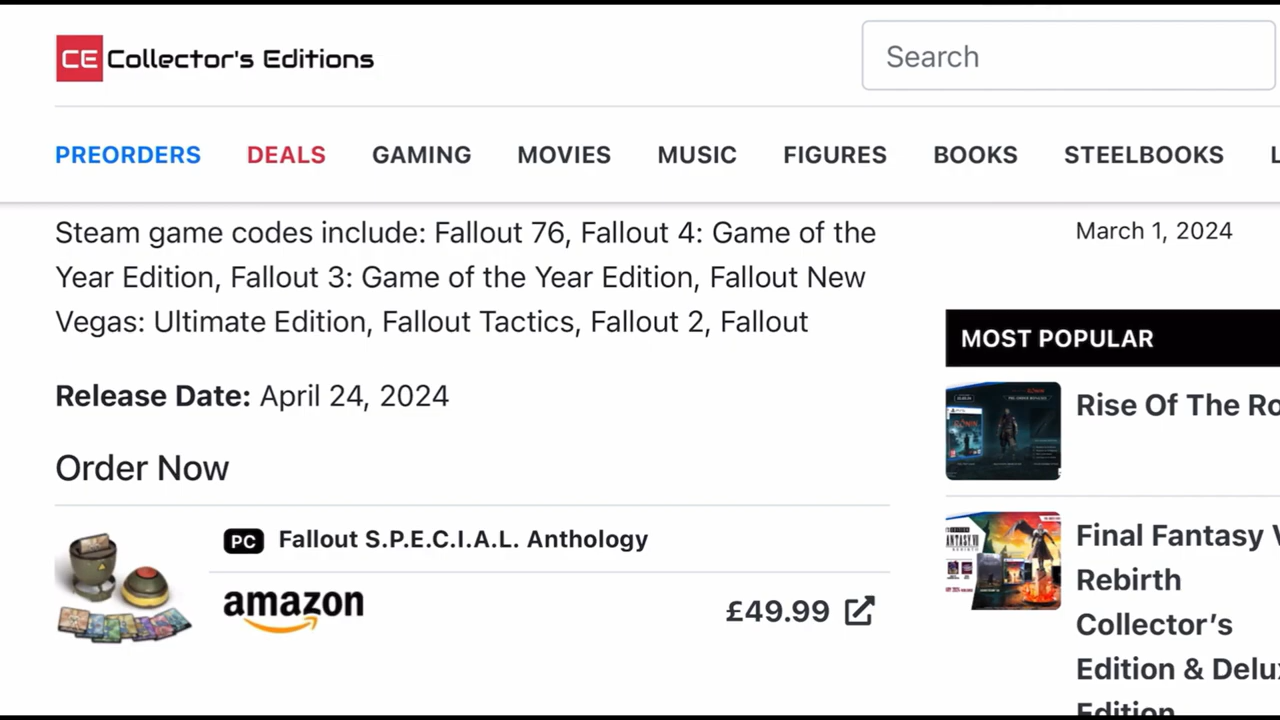 CE Collector's Editions
Search
PREORDERS DEALS GAMING MOVIES MUSIC FIGURES BOOKS STEELBOOKS L
Steam game codes include: Fallout 76, Fallout 4: Game of the
Year Edition, Fallout 3: Game of the Year Edition, Fallout New
Vegas: Ultimate Edition, Fallout Tactics, Fallout 2, Fallout
Release Date: April 24, 2024
Order Now
PC Fallout S.P.E.C.I.A.L. Anthology
amazon
£49.99
March 1, 2024
MOST POPULAR
Rise Of The Ro
Final Fantasy V
Rebirth
Collector's
Edition & Delu
Edition